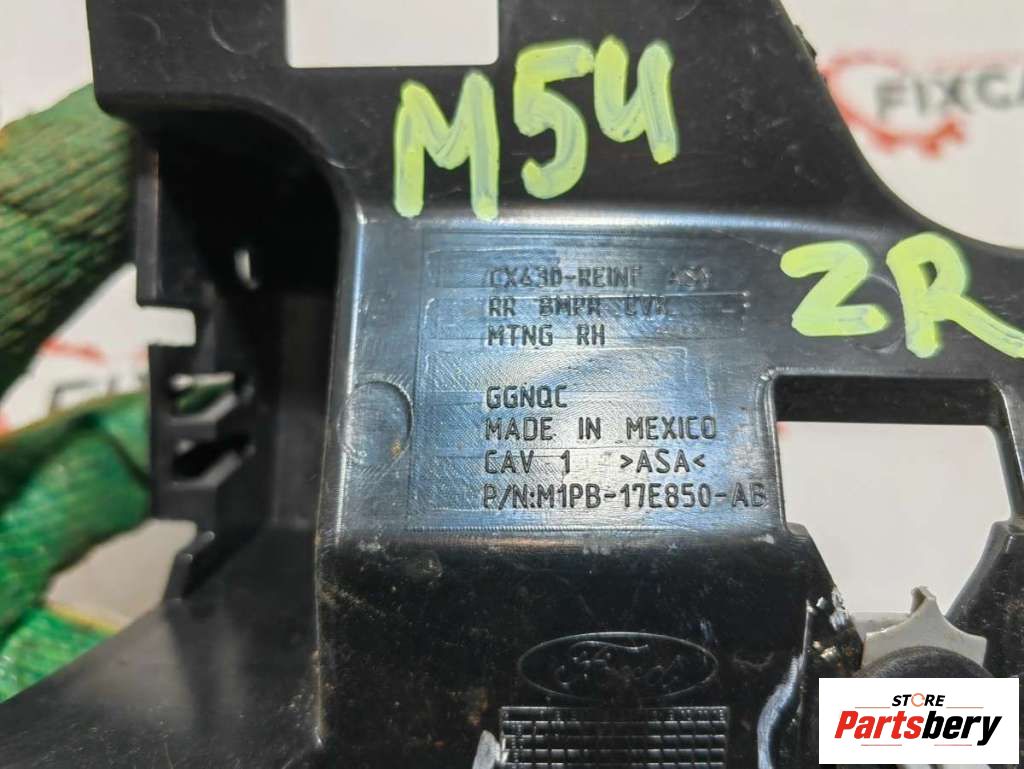 M54
FIXCA
ZR
CX430-REINF ASY
RR BMPR CVR
MTNG RH
GGNQC
MADE IN MEXICO
CAV 1 >ASA<
P/N:M1PB-17E850-AB
Ford
STORE
Partsbery